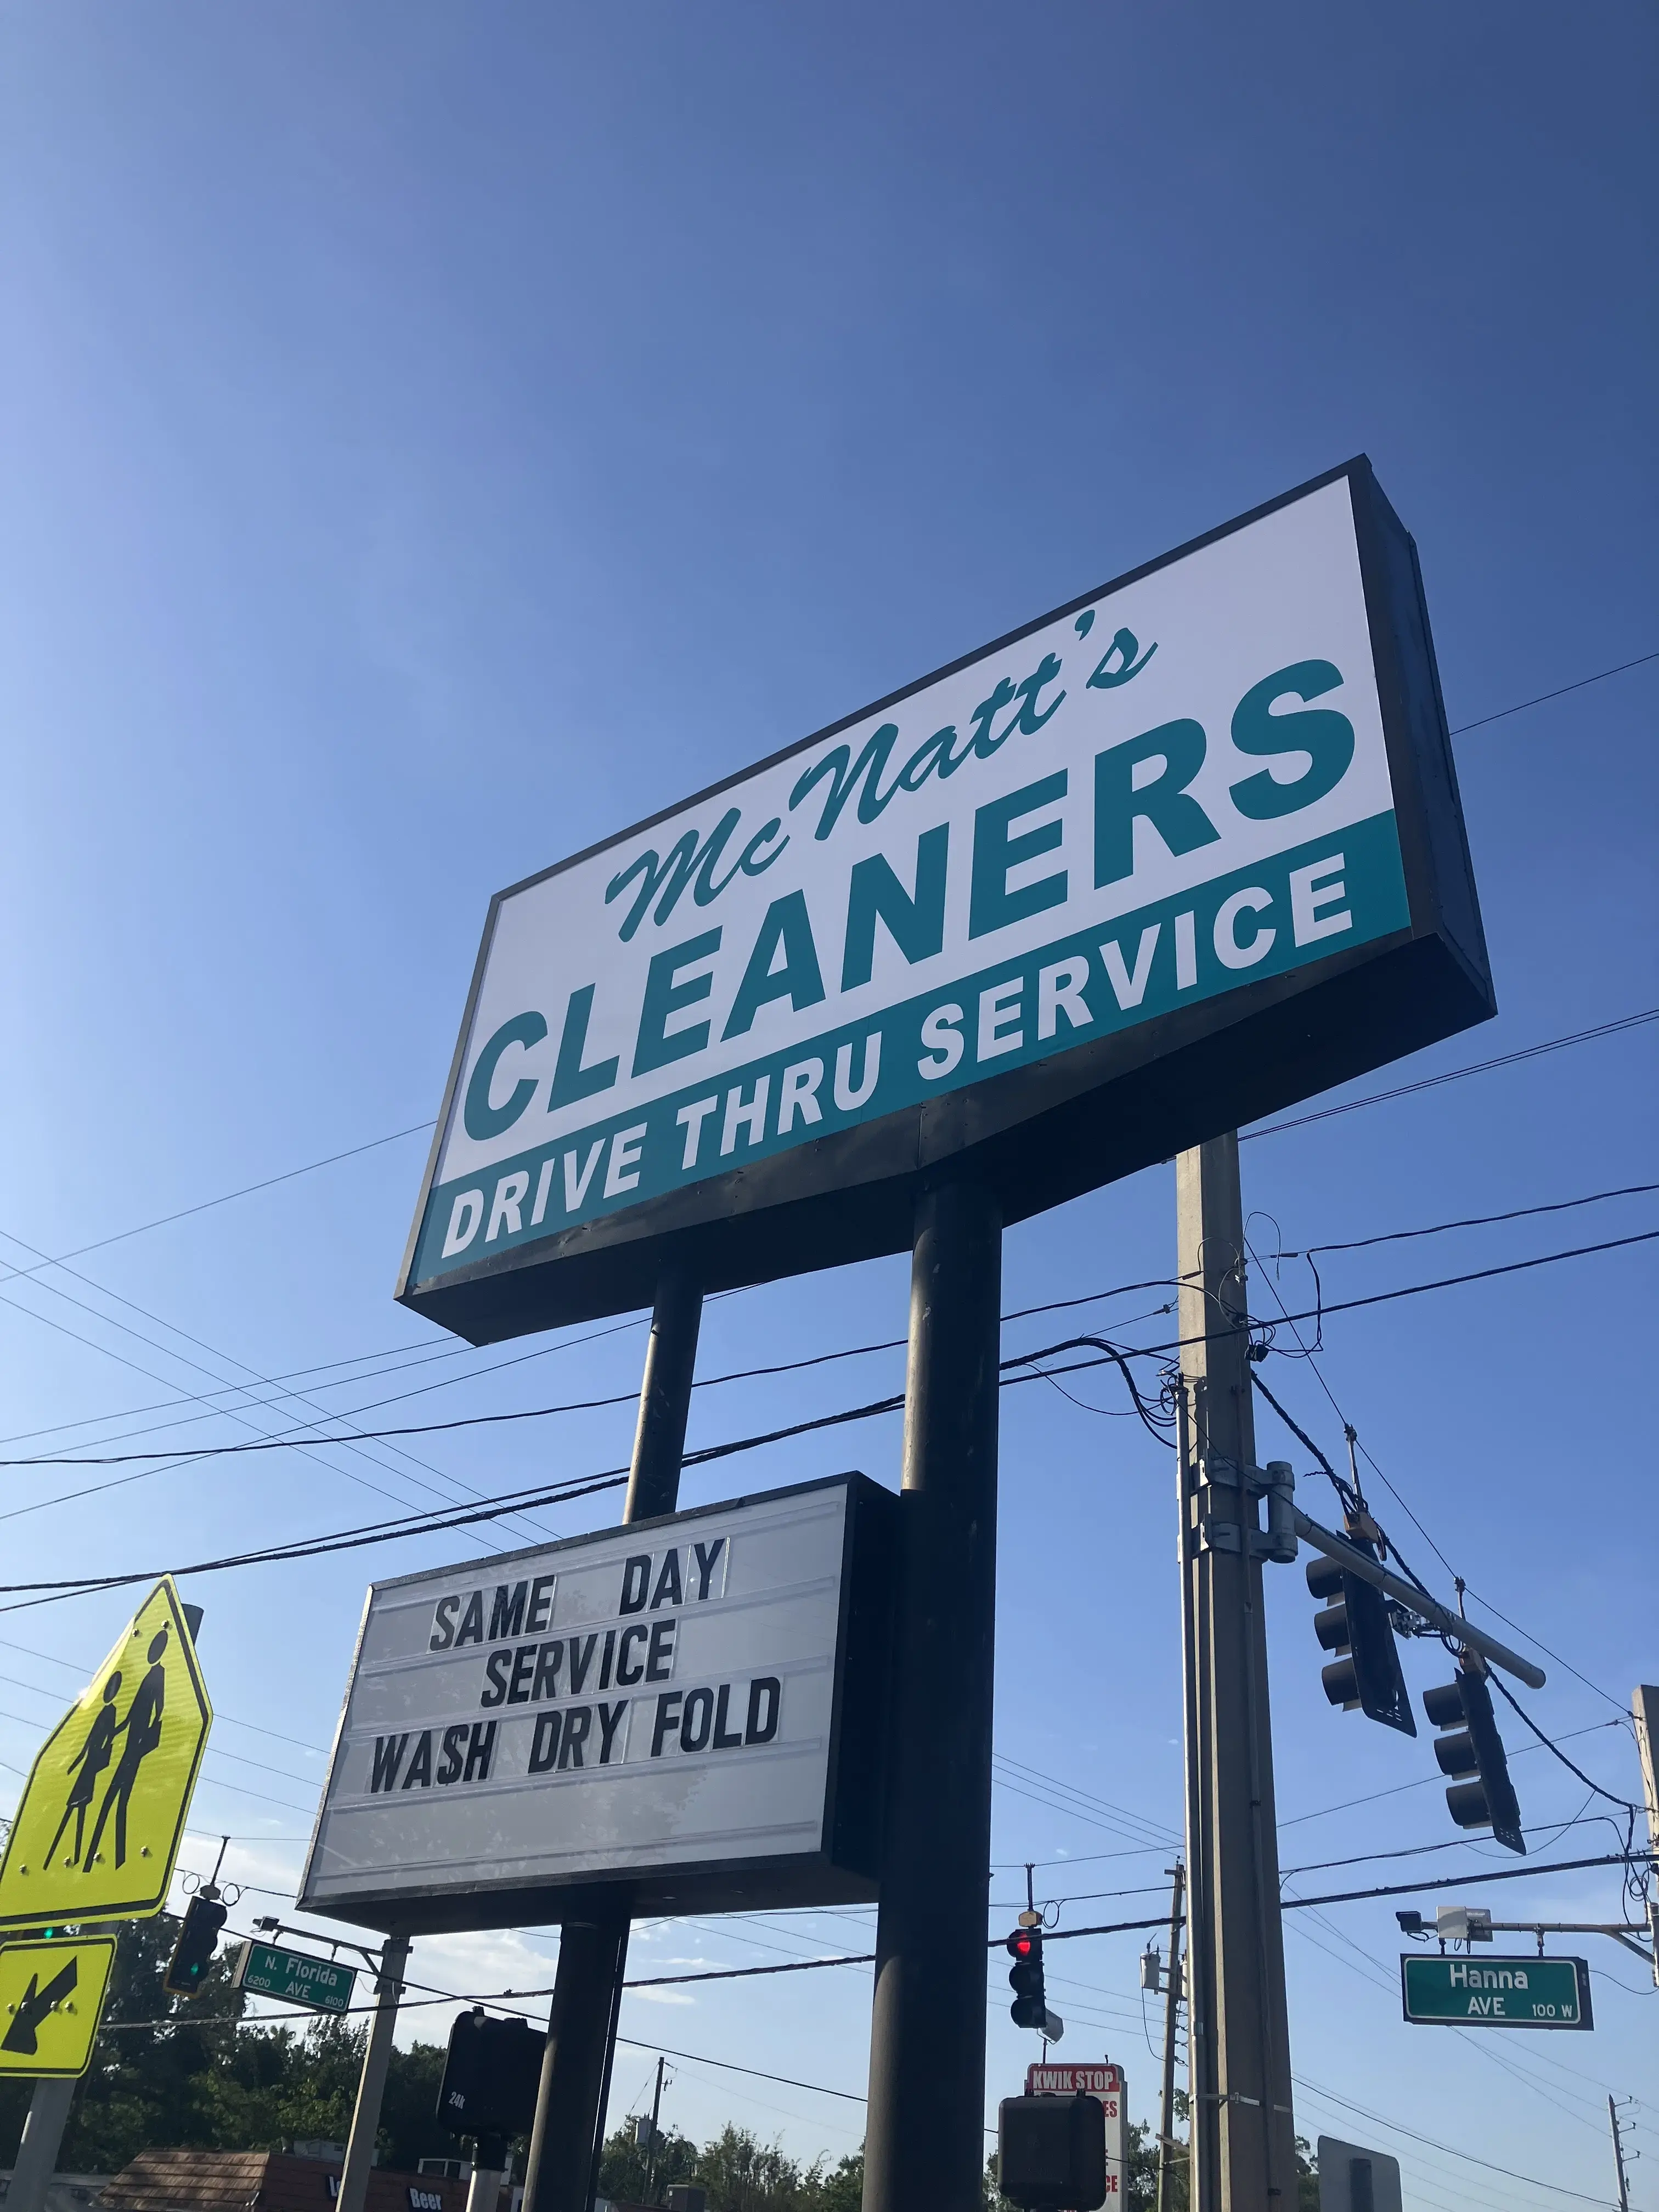 McNatt's
CLEANERS
DRIVE THRU SERVICE
SAME DAY
SERVICE
WASH DRY FOLD
N. Florida
6200 AVE 6100
Hanna
AVE 100 W
KWIK STOP
Beer